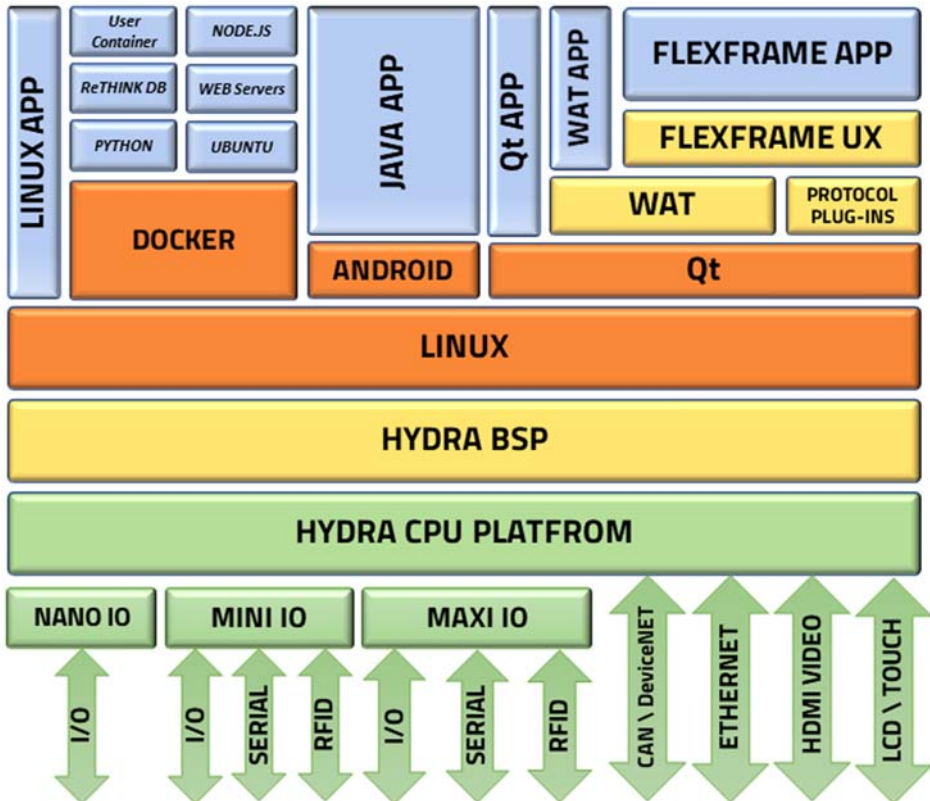 LINUX APP
User
Container
NODE.JS
ReTHINK DB
WEB Servers
PYTHON
UBUNTU
DOCKER
JAVA APP
ANDROID
Qt APP
WAT APP
FLEXFRAME APP
FLEXFRAME UX
WAT
PROTOCOL
PLUG-INS
Qt
LINUX
HYDRA BSP
HYDRA CPU PLATFROM
NANO IO
MINI IO
MAXI IO
I/O
I/O
SERIAL
RFID
I/O
SERIAL
RFID
CAN \ DeviceNET
ETHERNET
HDMI VIDEO
LCD \ TOUCH